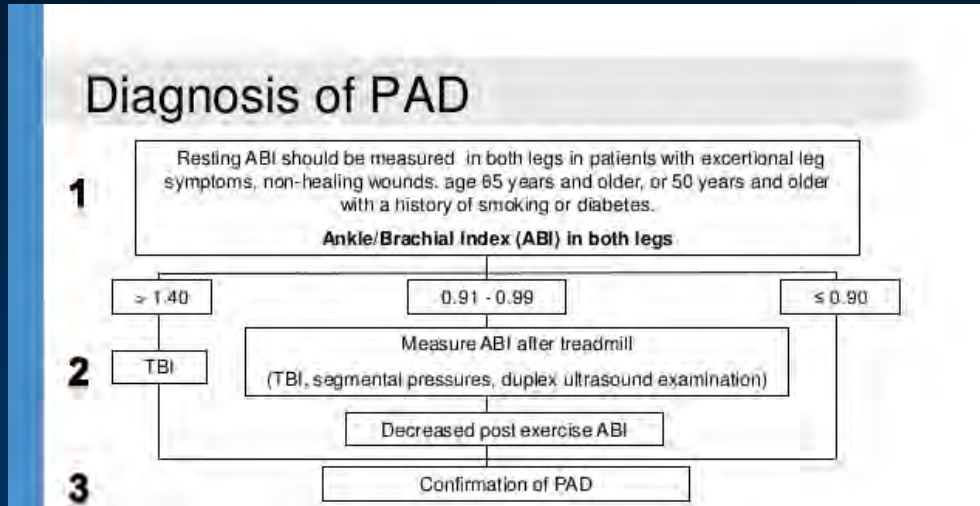 Diagnosis of PAD
1
Resting ABI should be measured in both legs in patients with excertional leg
symptoms, non-healing wounds. age 65 years and older, or 50 years and older
with a history of smoking or diabetes.
Ankle/Brachial Index (ABI) in both legs
> 1.40
0.91 - 0.99
≤ 0.90
2
TBI
Measure ABI after treadmill
(TBI, segmental pressures, duplex ultrasound examination)
Decreased post exercise ABI
3
Confirmation of PAD